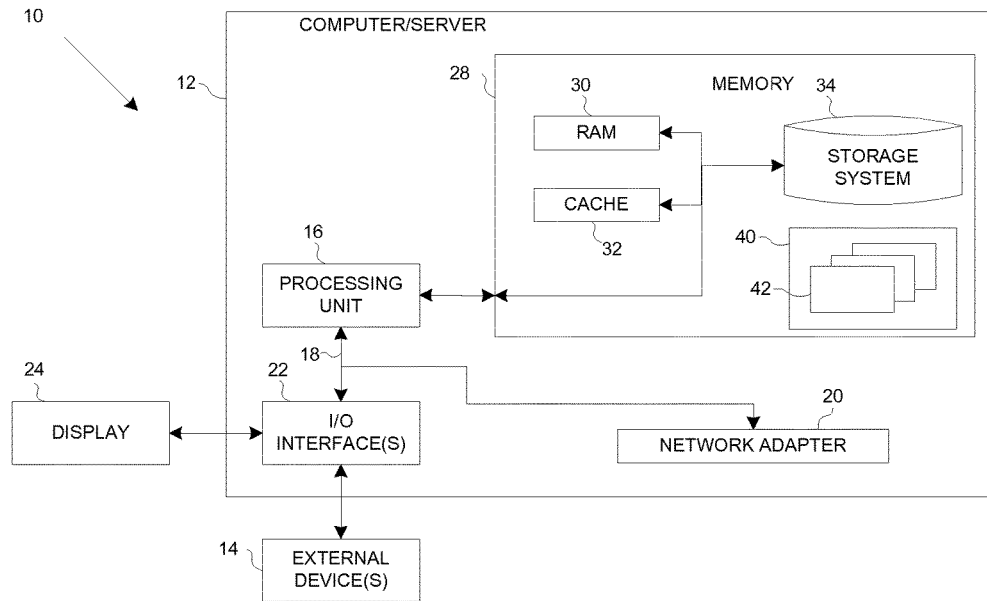 10
COMPUTER/SERVER
12
28
MEMORY
30
34
RAM
STORAGE
SYSTEM
CACHE
32
40
42
16
PROCESSING
UNIT
18
24
22
20
DISPLAY
I/O
INTERFACE(S)
NETWORK ADAPTER
14
EXTERNAL
DEVICE(S)